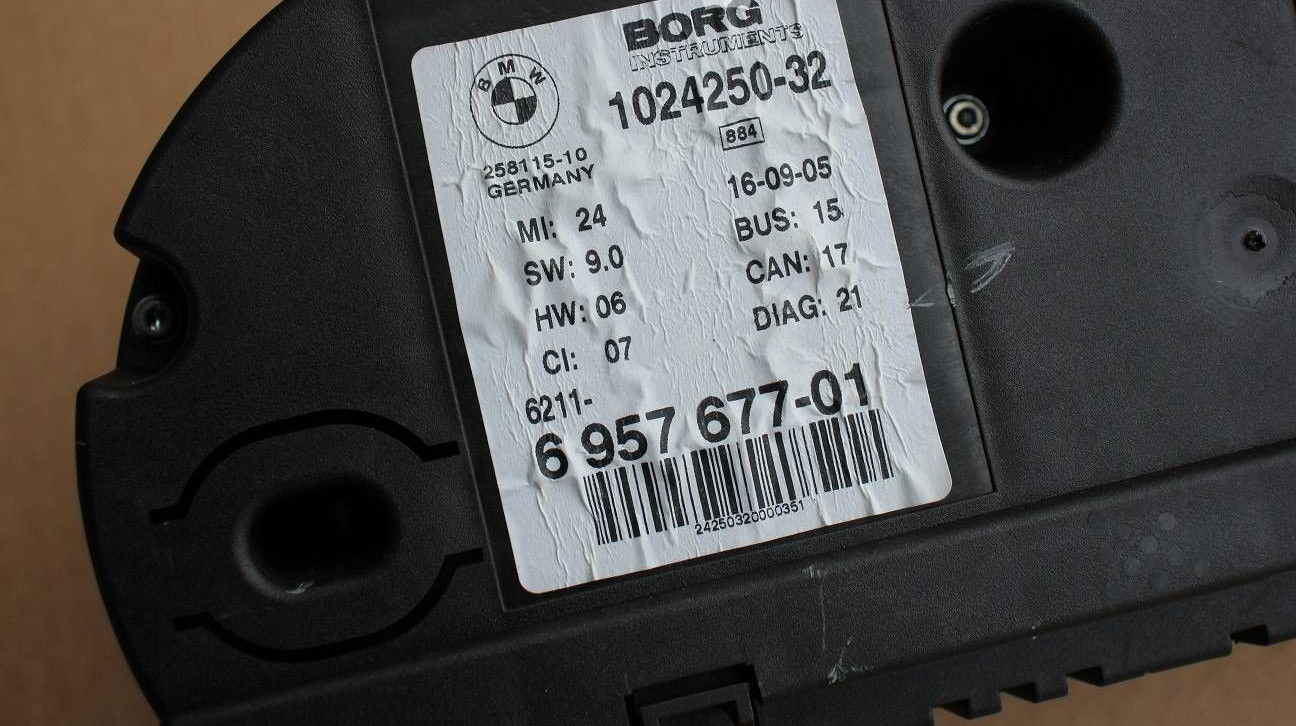 BORG
INSTRUMENTS
BMW
1024250-32
884
258115-10
GERMANY
16-09-05
MI: 24
BUS: 15
SW: 9.0
CAN: 17
HW: 06
DIAG: 21
CI: 07
6211-
6 957 677-01
24250320000351